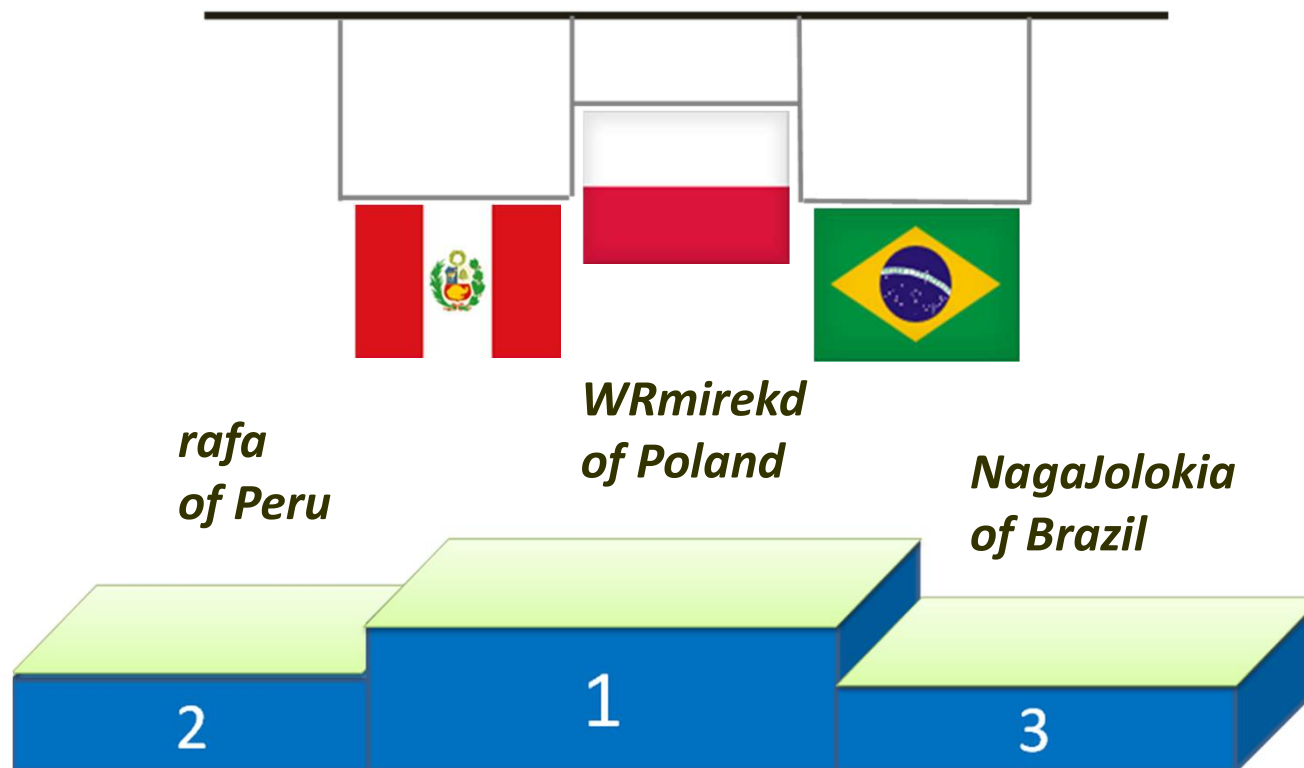 rafa
of Peru
WRmirekd
of Poland
NagaJolokia
of Brazil
2
1
3